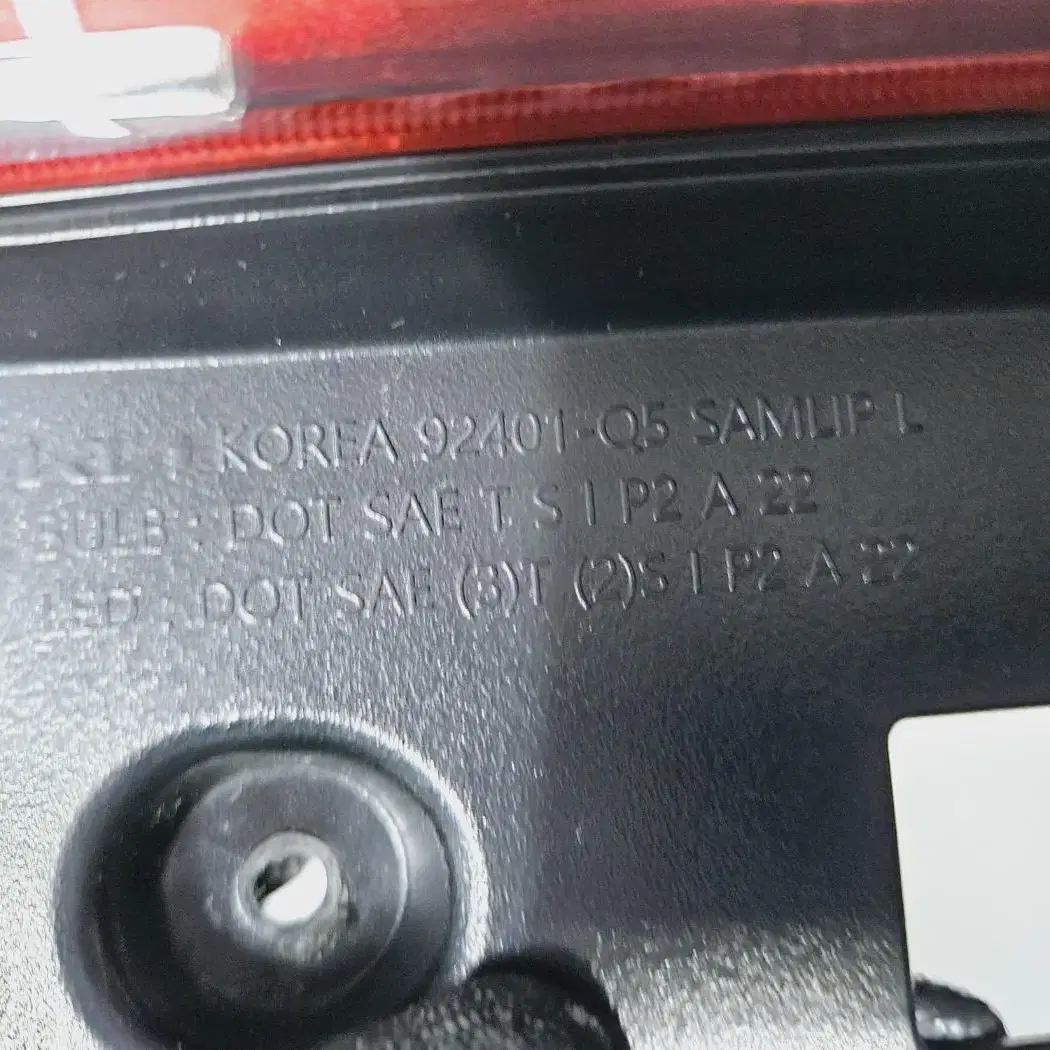 KOREA 92401-Q5 SAMLIP L
BULB : DOT SAE T S I P2 A 22
LED : DOT SAE (3)T (2)S I P2 A 22